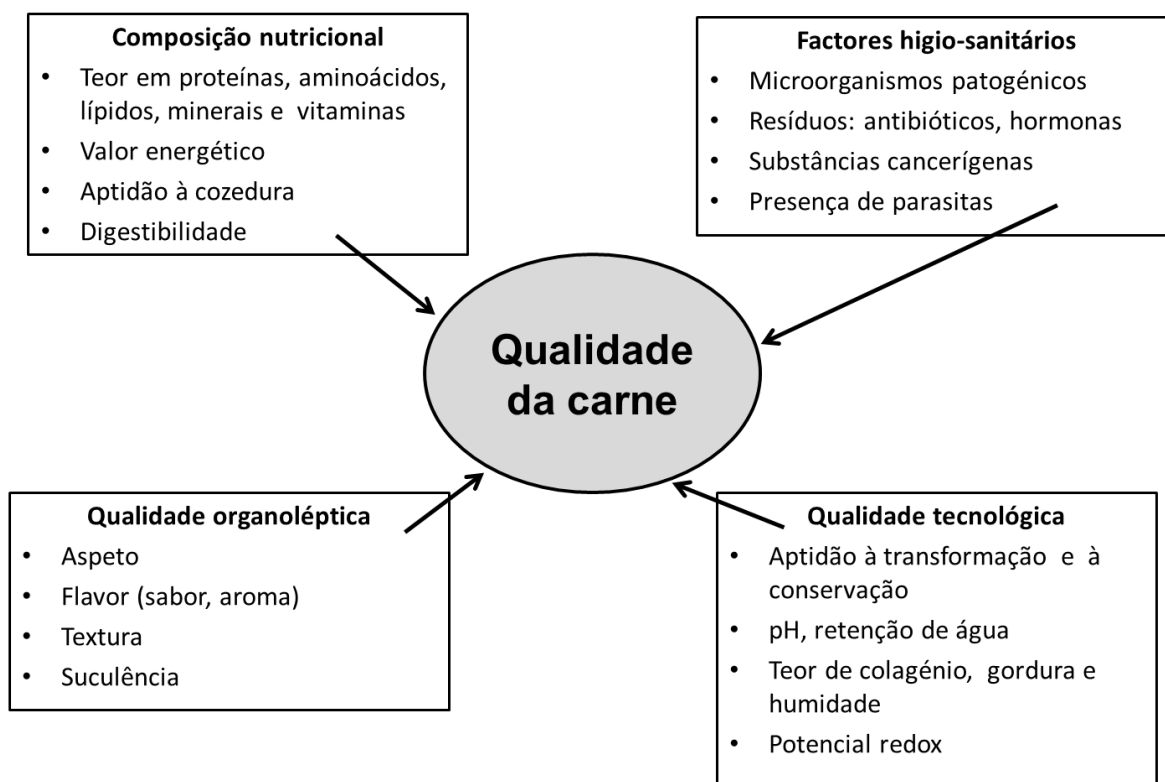 Composição nutricional
• Teor em proteínas, aminoácidos,
lípidos, minerais e vitaminas
• Valor energético
• Aptidão à cozedura
• Digestibilidade
Factores higio-sanitários
• Microorganismos patogénicos
• Resíduos: antibióticos, hormonas
• Substâncias cancerígenas
• Presença de parasitas
Qualidade
da carne
Qualidade organoléptica
• Aspeto
• Flavor (sabor, aroma)
• Textura
• Suculência
Qualidade tecnológica
• Aptidão à transformação e à
conservação
• pH, retenção de água
• Teor de colagénio, gordura e
humidade
• Potencial redox